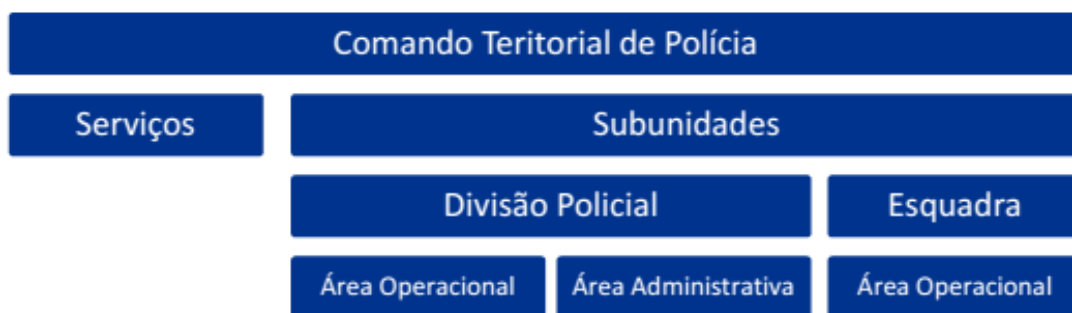 Comando Teritorial de Polícia
Serviços
Subunidades
Divisão Policial
Esquadra
Área Operacional
Área Administrativa
Área Operacional